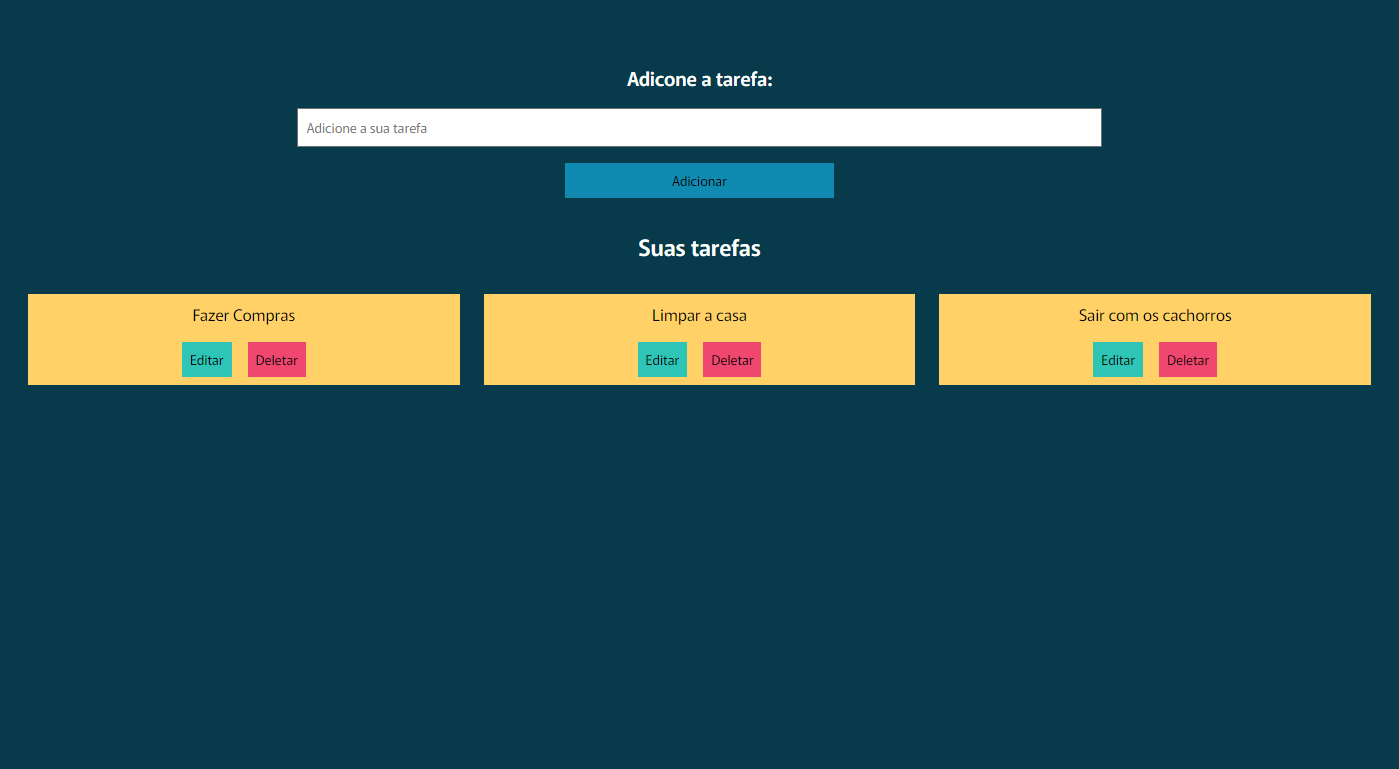 Adicone a tarefa:
Adicione a sua tarefa
Adicionar
Suas tarefas
Fazer Compras
Editar Deletar
Limpar a casa
Editar Deletar
Sair com os cachorros
Editar Deletar